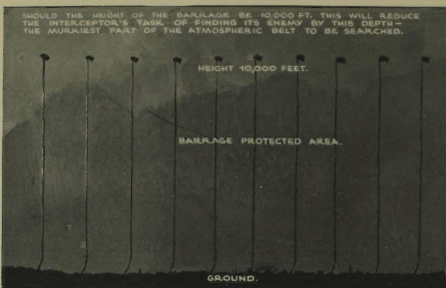 SHOULD THE HEIGHT OF THE BARRAGE BE 10,000 FT. THIS WILL REDUCE
THE INTERCEPTOR'S TASK OF FINDING ITS ENEMY BY THIS DEPTH —
THE MURKIEST PART OF THE ATMOSPHERIC BELT TO BE SEARCHED.
HEIGHT 10,000 FEET.
BARRAGE PROTECTED AREA.
GROUND.